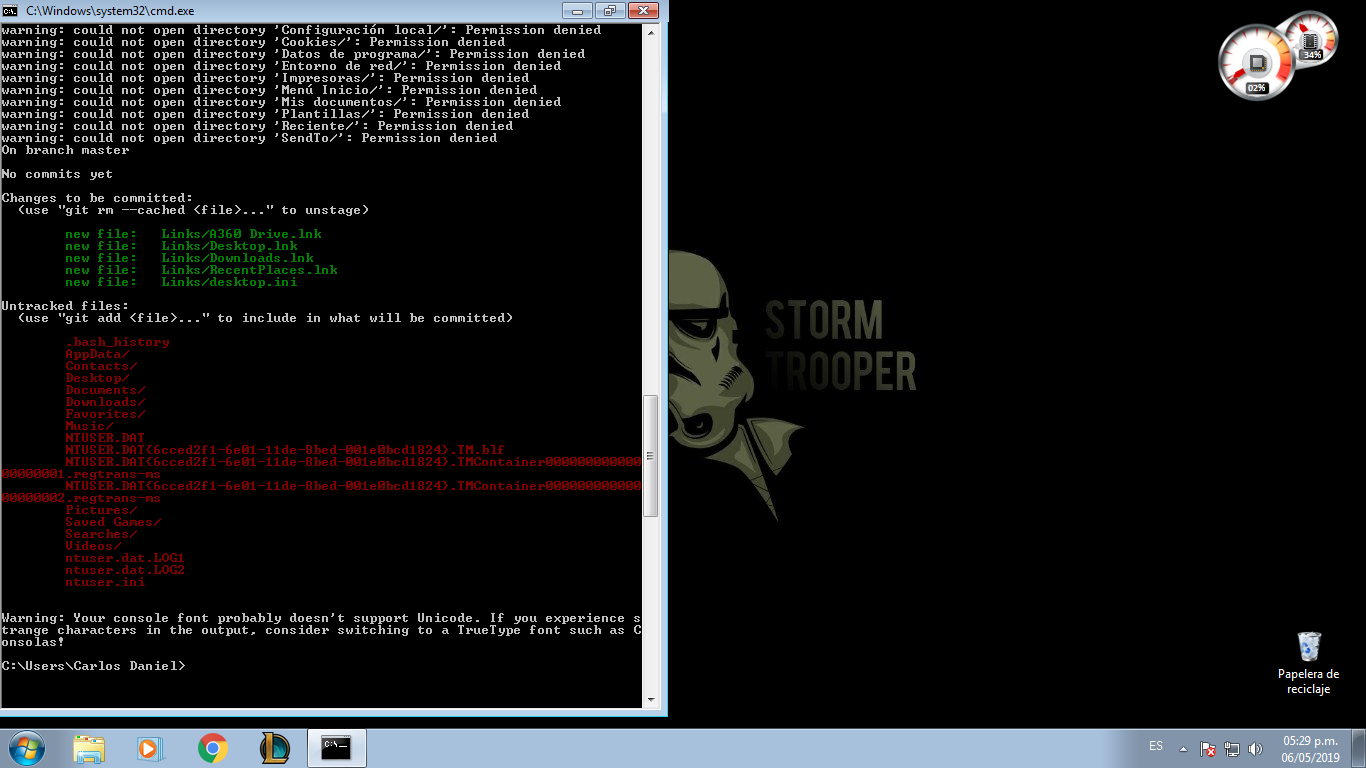 C:\Windows\system32\cmd.exe
warning: could not open directory 'Configuración local/': Permission denied
warning: could not open directory 'Cookies/': Permission denied
warning: could not open directory 'Datos de programa/': Permission denied
warning: could not open directory 'Entorno de red/': Permission denied
warning: could not open directory 'Impresoras/': Permission denied
warning: could not open directory 'Menú Inicio/': Permission denied
warning: could not open directory 'Mis documentos/': Permission denied
warning: could not open directory 'Plantillas/': Permission denied
warning: could not open directory 'Reciente/': Permission denied
warning: could not open directory 'SendTo/': Permission denied
On branch master
No commits yet
Changes to be committed:
(use "git rm --cached <file>..." to unstage)
new file: Links/A360 Drive.lnk
new file: Links/Desktop.lnk
new file: Links/Downloads.lnk
new file: Links/RecentPlaces.lnk
new file: Links/desktop.ini
Untracked files:
(use "git add <file>..." to include in what will be committed)
.bash_history
AppData/
Contacts/
Desktop/
Documents/
Downloads/
Favorites/
Music/
NTUSER.DAT
NTUSER.DAT{6cced2f1-6e01-11de-8bed-001e0bcd1824}.TM.blf
NTUSER.DAT{6cced2f1-6e01-11de-8bed-001e0bcd1824}.TMContainer000000000000
00000001.regtrans-ms
NTUSER.DAT{6cced2f1-6e01-11de-8bed-001e0bcd1824}.TMContainer000000000000
00000002.regtrans-ms
Pictures/
Saved Games/
Searches/
Videos/
ntuser.dat.LOG1
ntuser.dat.LOG2
ntuser.ini
Warning: Your console font probably doesn't support Unicode. If you experience s
trange characters in the output, consider switching to a TrueType font such as C
onsolas!
C:\Users\Carlos Daniel>
STORM
TROOPER
34%
02%
Papelera de
reciclaje
C:\_
ES
05:29 p.m.
06/05/2019